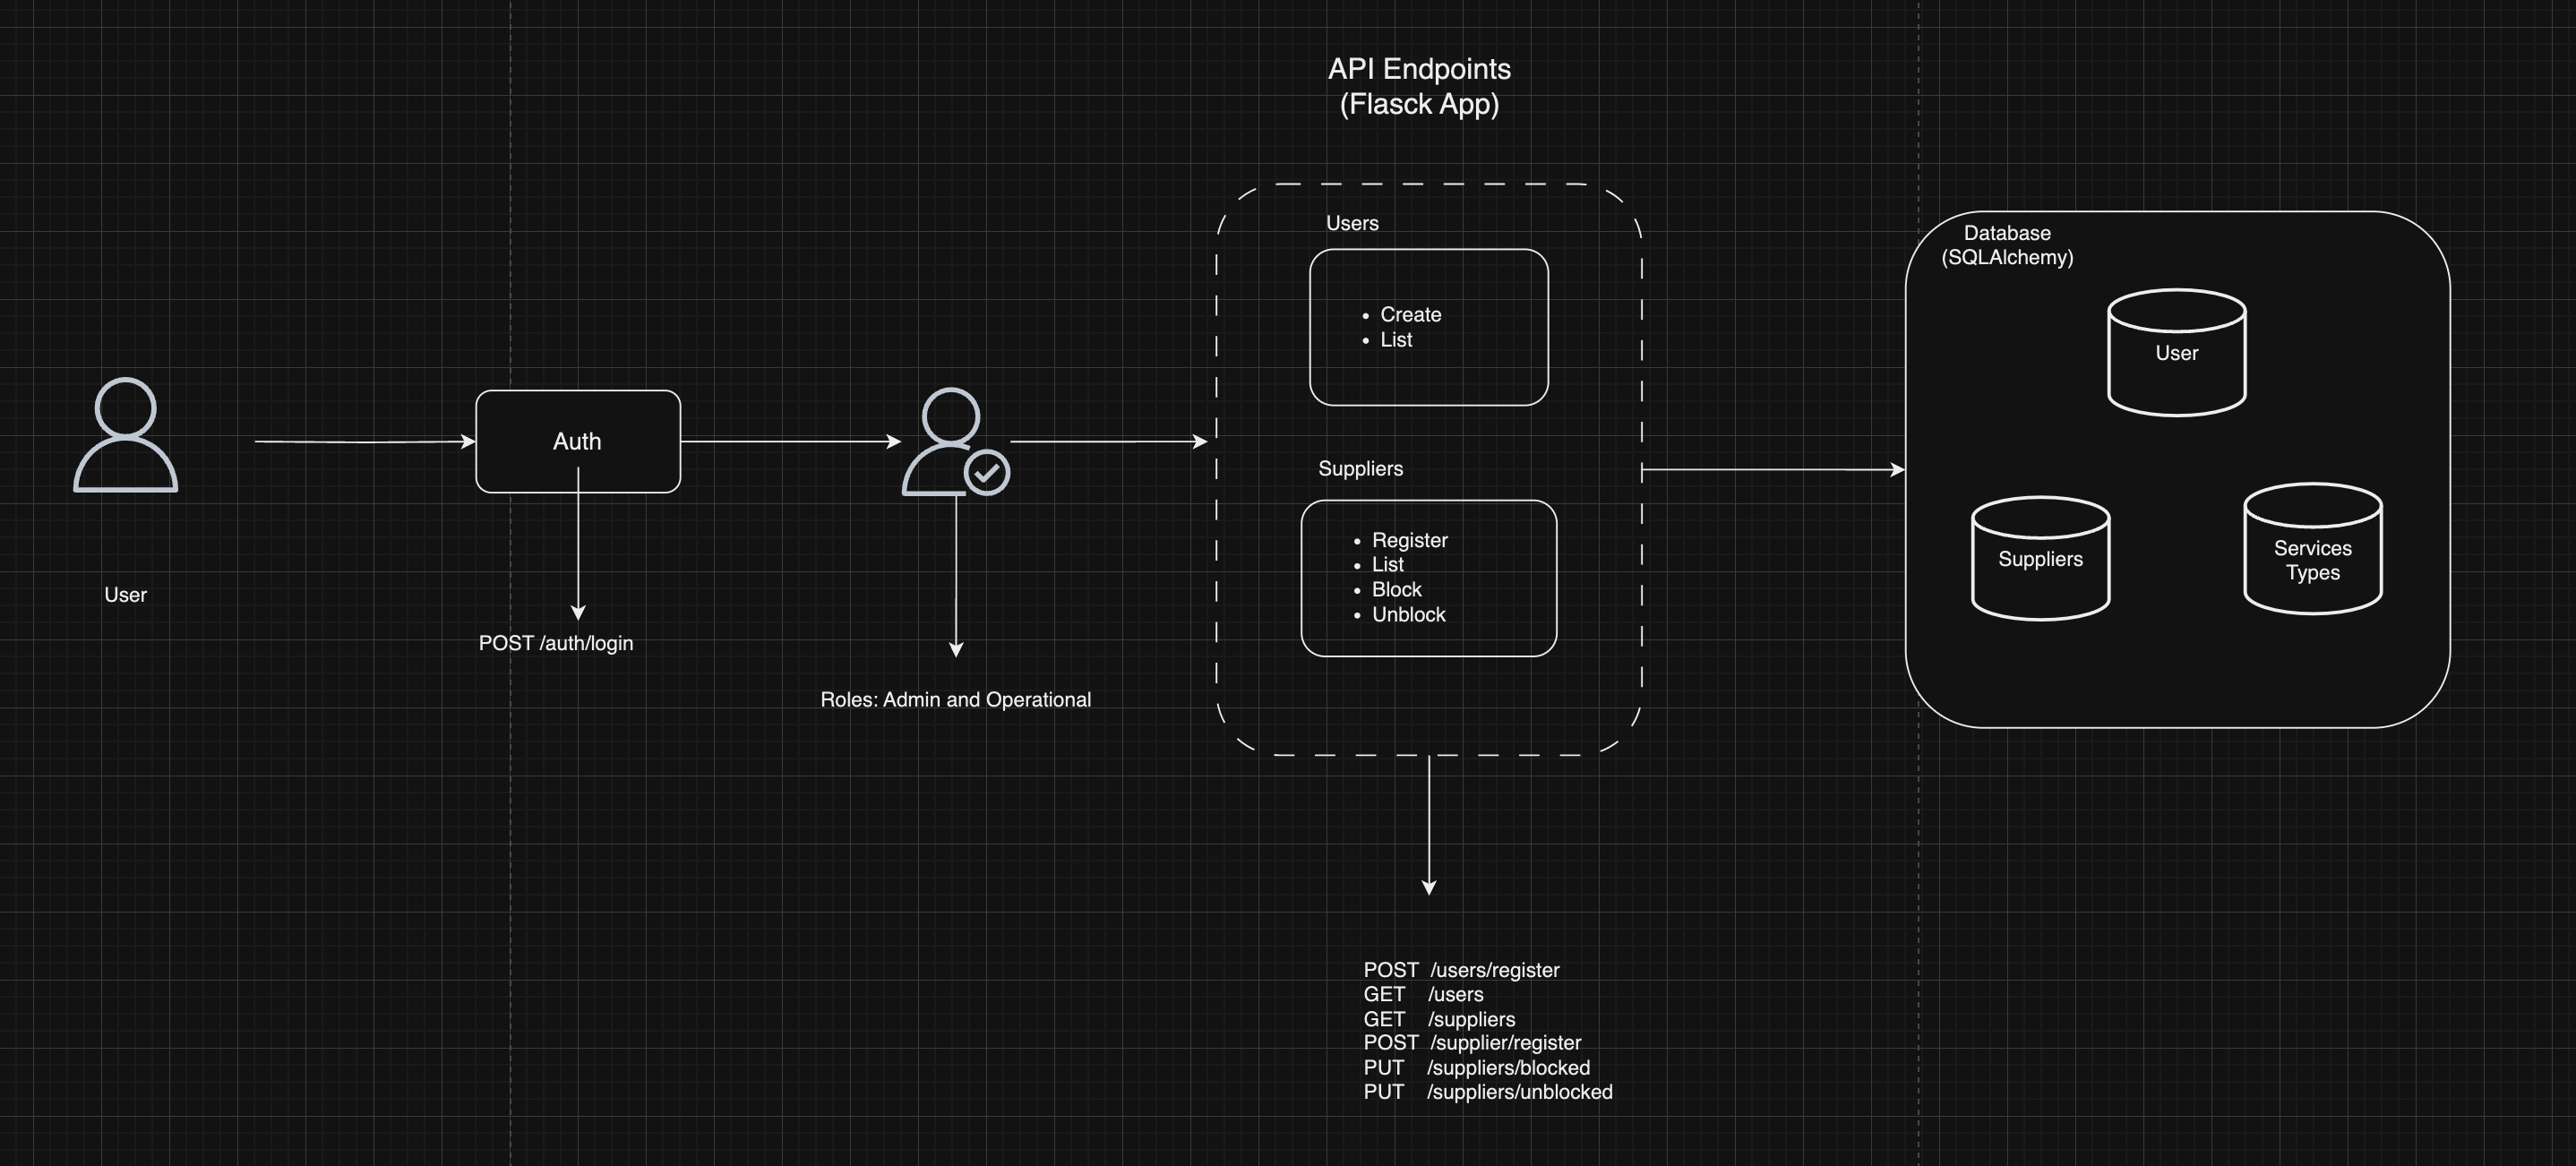 API Endpoints
(Flasck App)
User
Auth
POST /auth/login
Roles: Admin and Operational
Users
• Create
• List
Suppliers
• Register
• List
• Block
• Unblock
POST /users/register
GET /users
GET /suppliers
POST /supplier/register
PUT /suppliers/blocked
PUT /suppliers/unblocked
Database
(SQLAlchemy)
User
Suppliers
Services
Types